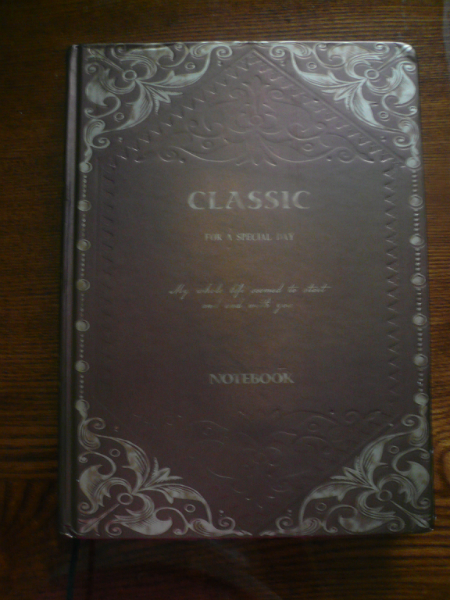 CLASSIC
FOR A SPECIAL DAY
My whole life seemed to start
and end with you
NOTEBOOK